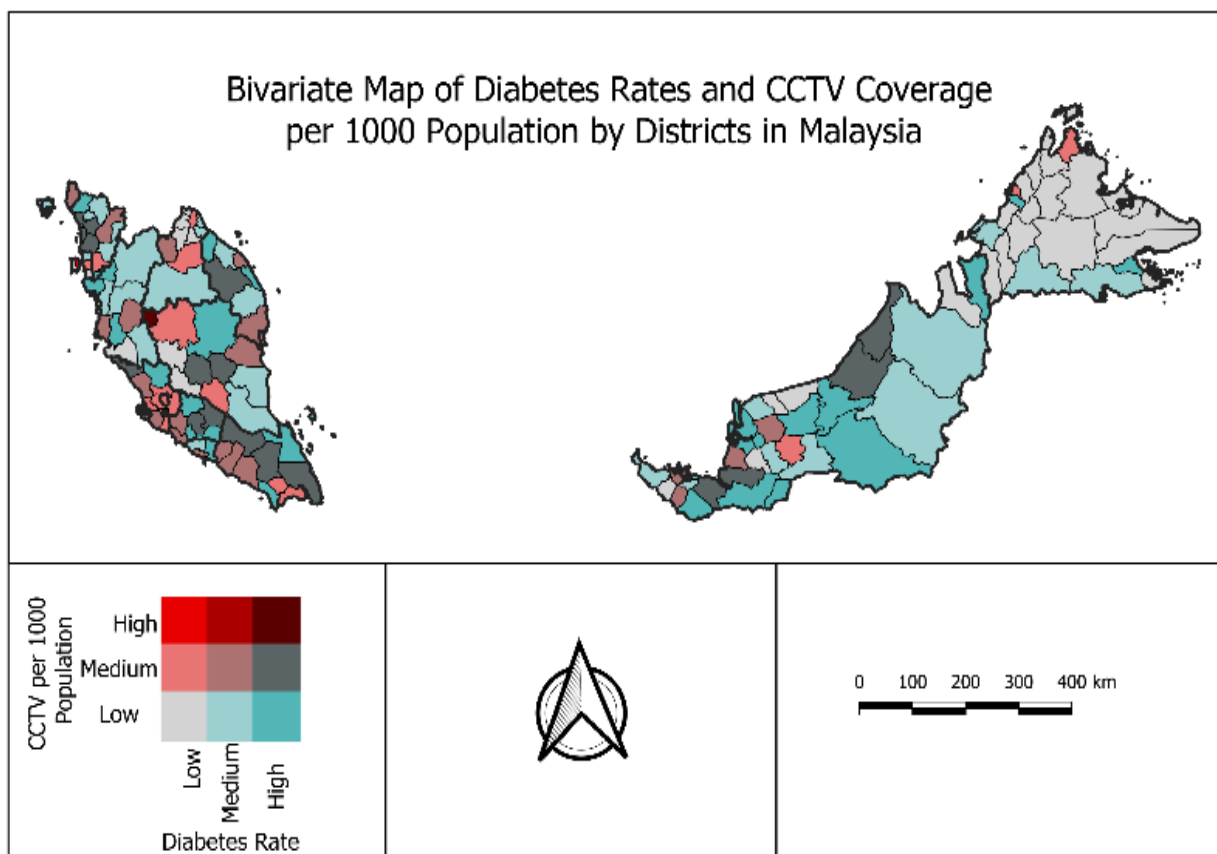 Bivariate Map of Diabetes Rates and CCTV Coverage
per 1000 Population by Districts in Malaysia
CCTV per 1000
Population
High
Medium
Low
Low
Medium
High
Diabetes Rate
0 100 200 300 400 km